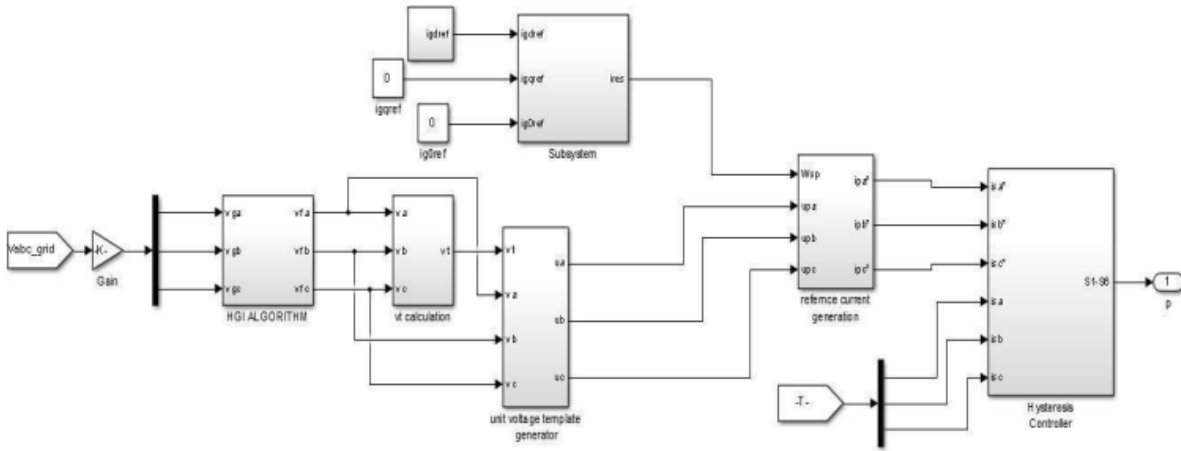 igdref
igdref
0
igqref
igqref
0
ig0ref
ig0ref
ires
Subsystem
Vabc_grid
-K-
Gain
vga
vgb
vgc
vfa
vfb
vfc
HGI ALGORITHM
va
vb
vc
vt
vt calculation
vt
va
vb
vc
ua
ub
uc
unit voltage template
generator
Wsp
upa
upb
upc
ipa*
ipb*
ipc*
refernce current
generation
isa*
isb*
isc*
isa
isb
isc
S1-S6
Hysteresis
Controller
-T-
1
p